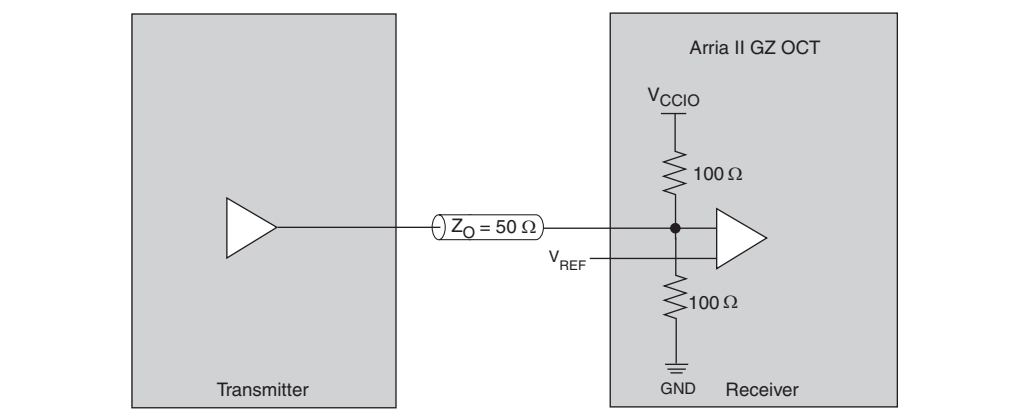 Arria II GZ OCT
VCCIO
100 Ω
ZO = 50 Ω
VREF
100 Ω
GND
Transmitter
Receiver